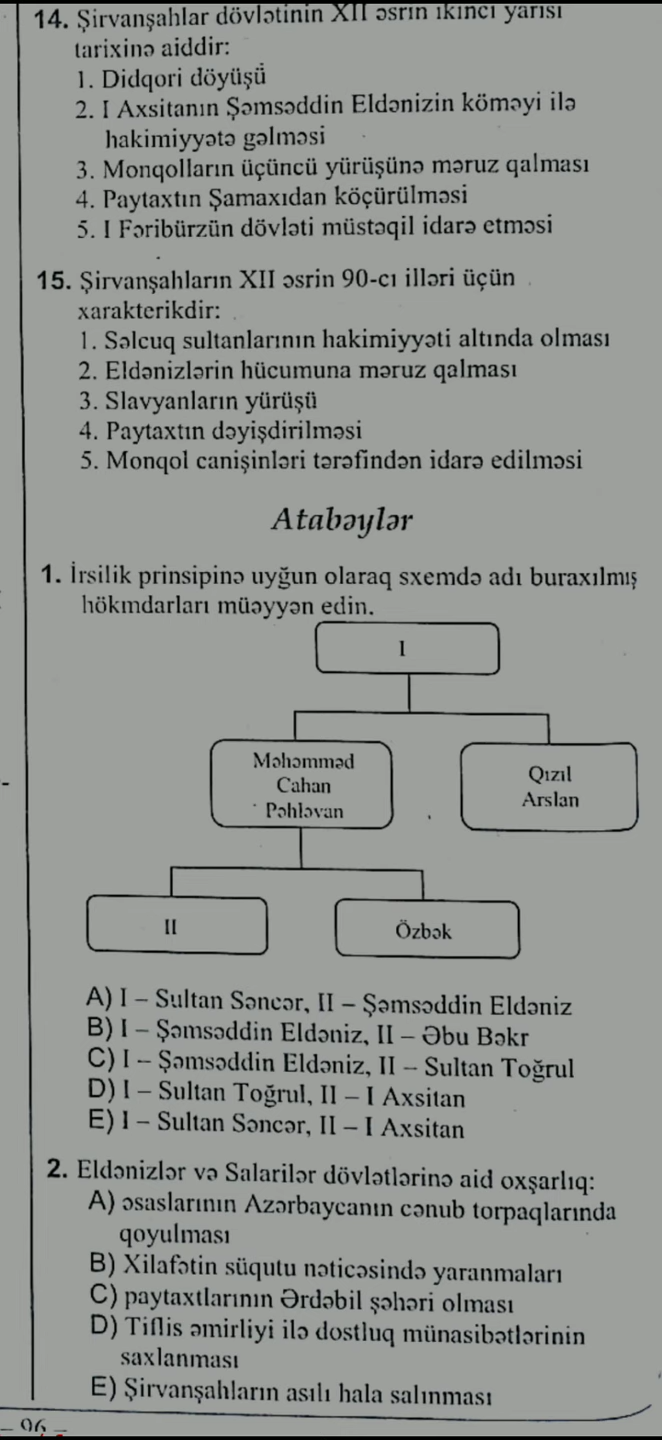 14. Şirvanşahlar dövlətinin XII əsrin ikinci yarısı
tarixinə aiddir:
1. Didqori döyüşü
2. I Axsitanın Şəmsəddin Eldənizin köməyi ilə
hakimiyyətə gəlməsi
3. Monqolların üçüncü yürüşünə məruz qalması
4. Paytaxtın Şamaxıdan köçürülməsi
5. I Fəribürzün dövləti müstəqil idarə etməsi
15. Şirvanşahların XII əsrin 90-cı illəri üçün
xarakterikdir:
1. Səlcuq sultanlarının hakimiyyəti altında olması
2. Eldənizlərin hücumuna məruz qalması
3. Slavyanların yürüşü
4. Paytaxtın dəyişdirilməsi
5. Monqol canişinləri tərəfindən idarə edilməsi
Atabəylər
1. İrsilik prinsipinə uyğun olaraq sxemdə adı buraxılmış
hökmdarları müəyyən edin.
I
Məhəmməd
Cahan
Pəhləvan
Qızıl
Arslan
II
Özbək
A) I – Sultan Səncər, II – Şəmsəddin Eldəniz
B) I – Şəmsəddin Eldəniz, II – Əbu Bəkr
C) I – Şəmsəddin Eldəniz, II – Sultan Toğrul
D) I – Sultan Toğrul, II – I Axsitan
E) I – Sultan Səncər, II – I Axsitan
2. Eldənizlər və Salarilər dövlətlərinə aid oxşarlıq:
A) əsaslarının Azərbaycanın cənub torpaqlarında
qoyulması
B) Xilafətin süqutu nəticəsində yaranmaları
C) paytaxtlarının Ərdəbil şəhəri olması
D) Tiflis əmirliyi ilə dostluq münasibətlərinin
saxlanması
E) Şirvanşahların asılı hala salınması
– 96 –